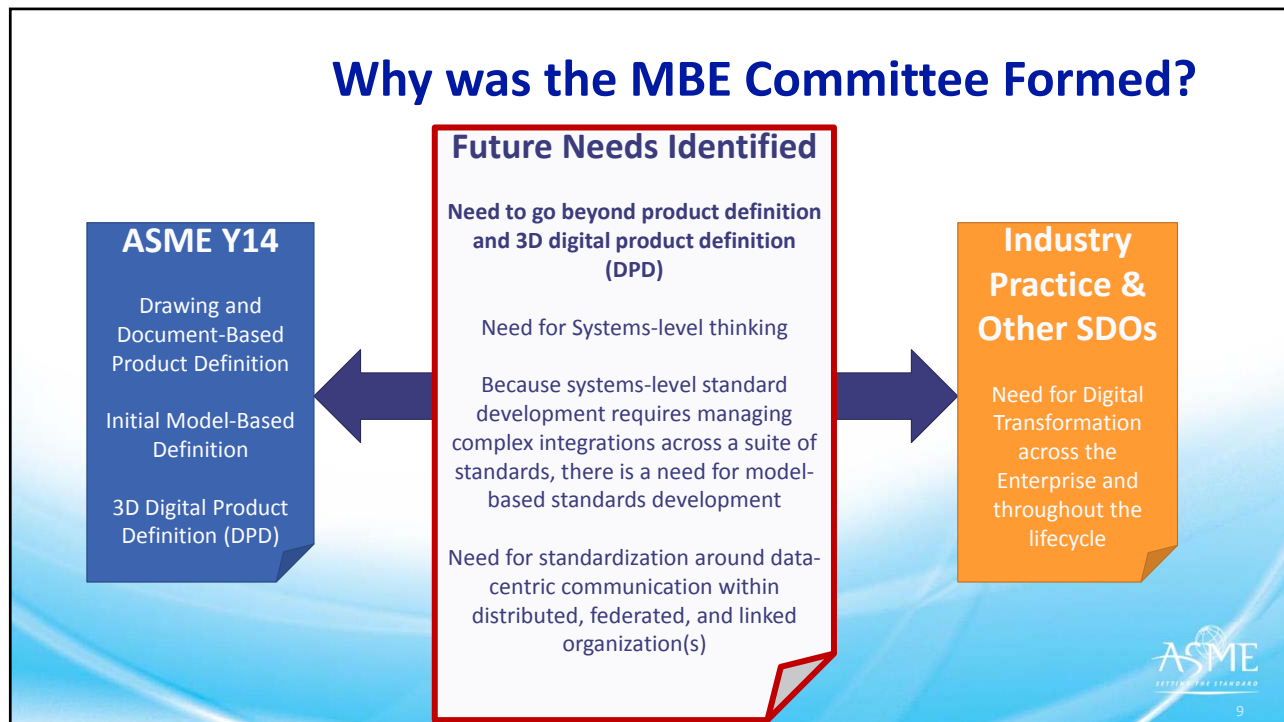 Why was the MBE Committee Formed?
ASME Y14
Drawing and
Document-Based
Product Definition
Initial Model-Based
Definition
3D Digital Product
Definition (DPD)
Future Needs Identified
Need to go beyond product definition
and 3D digital product definition
(DPD)
Need for Systems-level thinking
Because systems-level standard
development requires managing
complex integrations across a suite of
standards, there is a need for model-
based standards development
Need for standardization around data-
centric communication within
distributed, federated, and linked
organization(s)
Industry
Practice &
Other SDOs
Need for Digital
Transformation
across the
Enterprise and
throughout the
lifecycle
ASME
SETTING THE STANDARD
9